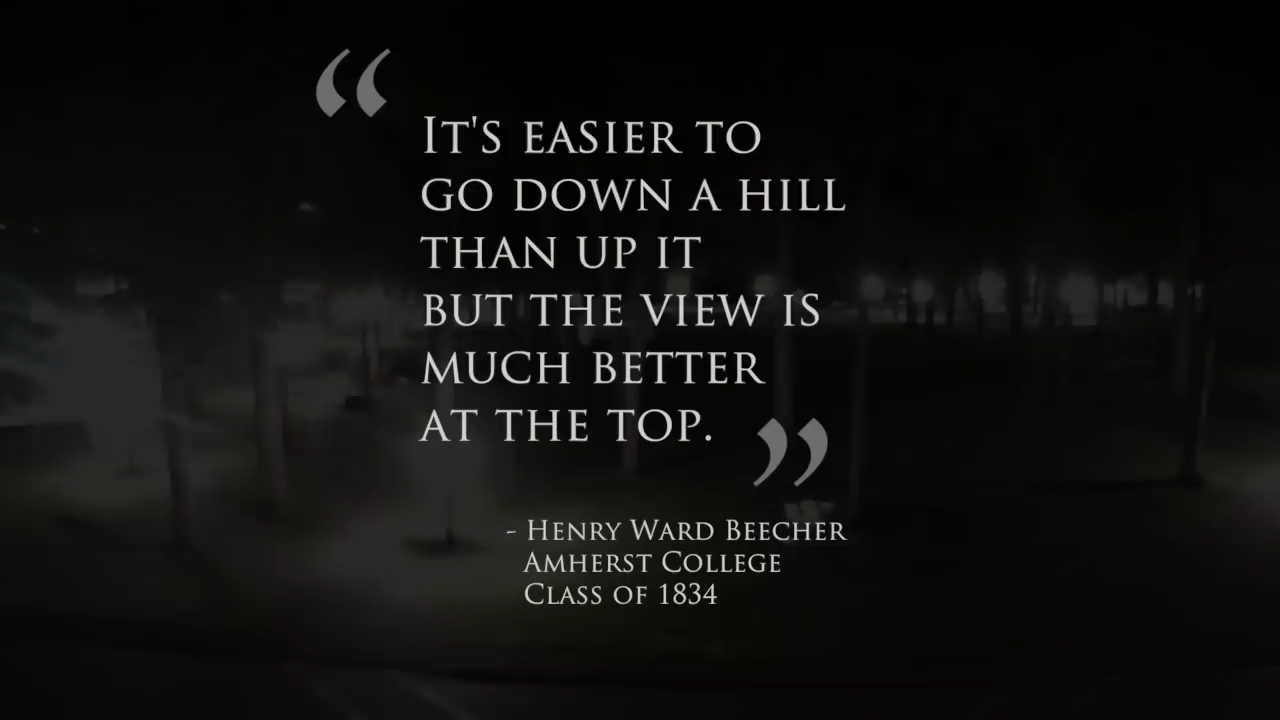 “
IT'S EASIER TO
GO DOWN A HILL
THAN UP IT
BUT THE VIEW IS
MUCH BETTER
AT THE TOP.
”
- HENRY WARD BEECHER
AMHERST COLLEGE
CLASS OF 1834